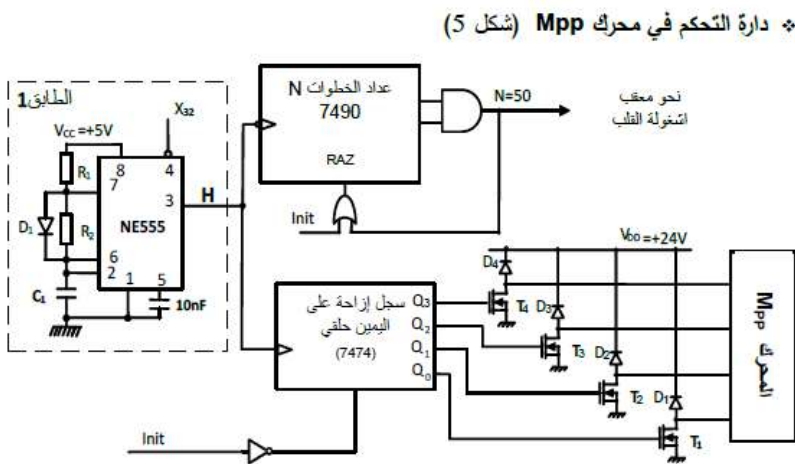 ❖ دارة التحكم في محرك Mpp (شكل 5)
الطابق1
X32
Vcc=+5V
R1
8
7
4
D1
R2
NE555
3
H
6
2
1
5
C1
10nF
عداد الخطوات N
7490
RAZ
N=50
نحو معقب
اشغولة القلب
Init
VDD=+24V
سجل إزاحة على
اليمين حلقي
(7474)
Q3
Q2
Q1
Q0
D4
T4
D3
T3
D2
T2
D1
T1
المحرك Mpp
Init